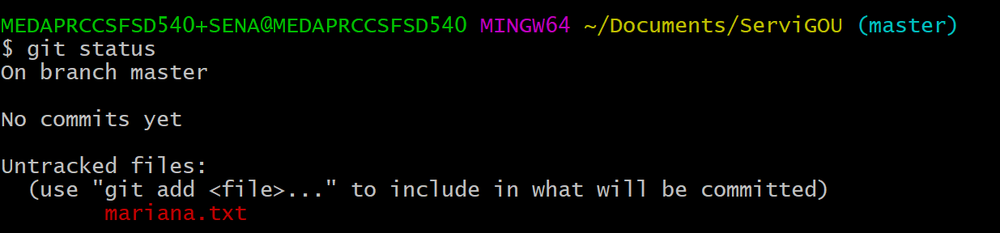 MEDAPRCCSFSD540+SENA@MEDAPRCCSFSD540 MINGW64 ~/Documents/ServiGOU (master)
$ git status
On branch master
No commits yet
Untracked files:
(use "git add <file>..." to include in what will be committed)
mariana.txt